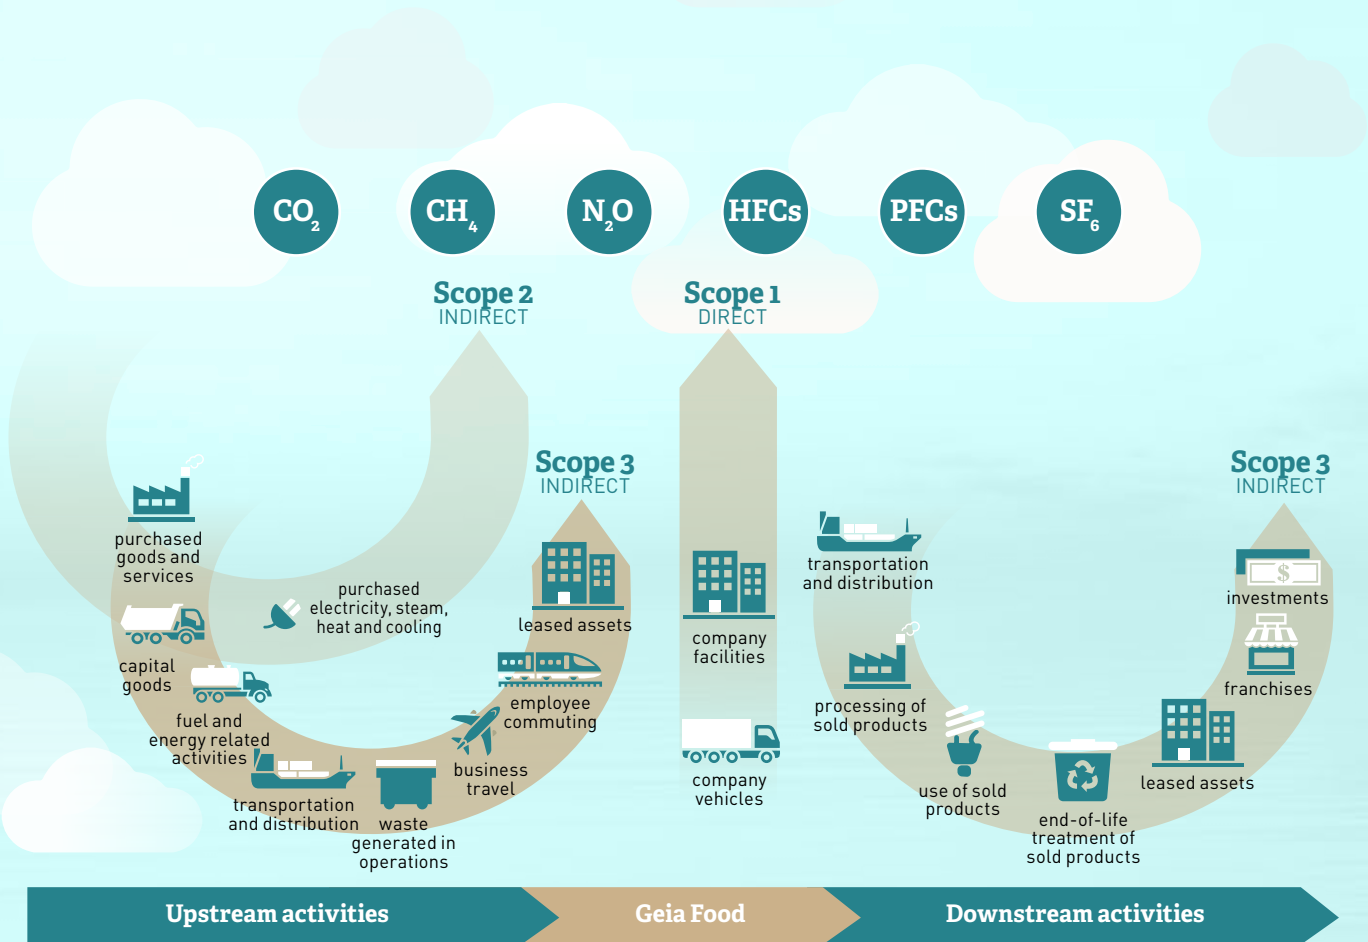 CO2
CH4
N2O
HFCs
PFCs
SF6
Scope 2
INDIRECT
Scope 1
DIRECT
Scope 3
INDIRECT
Scope 3
INDIRECT
purchased
goods and
services
capital
goods
fuel and
energy related
activities
transportation
and distribution
waste
generated in
operations
business
travel
employee
commuting
leased assets
purchased
electricity, steam,
heat and cooling
company
facilities
company
vehicles
transportation
and distribution
processing of
sold products
use of sold
products
end-of-life
treatment of
sold products
leased assets
franchises
investments
$
Upstream activities
Geia Food
Downstream activities